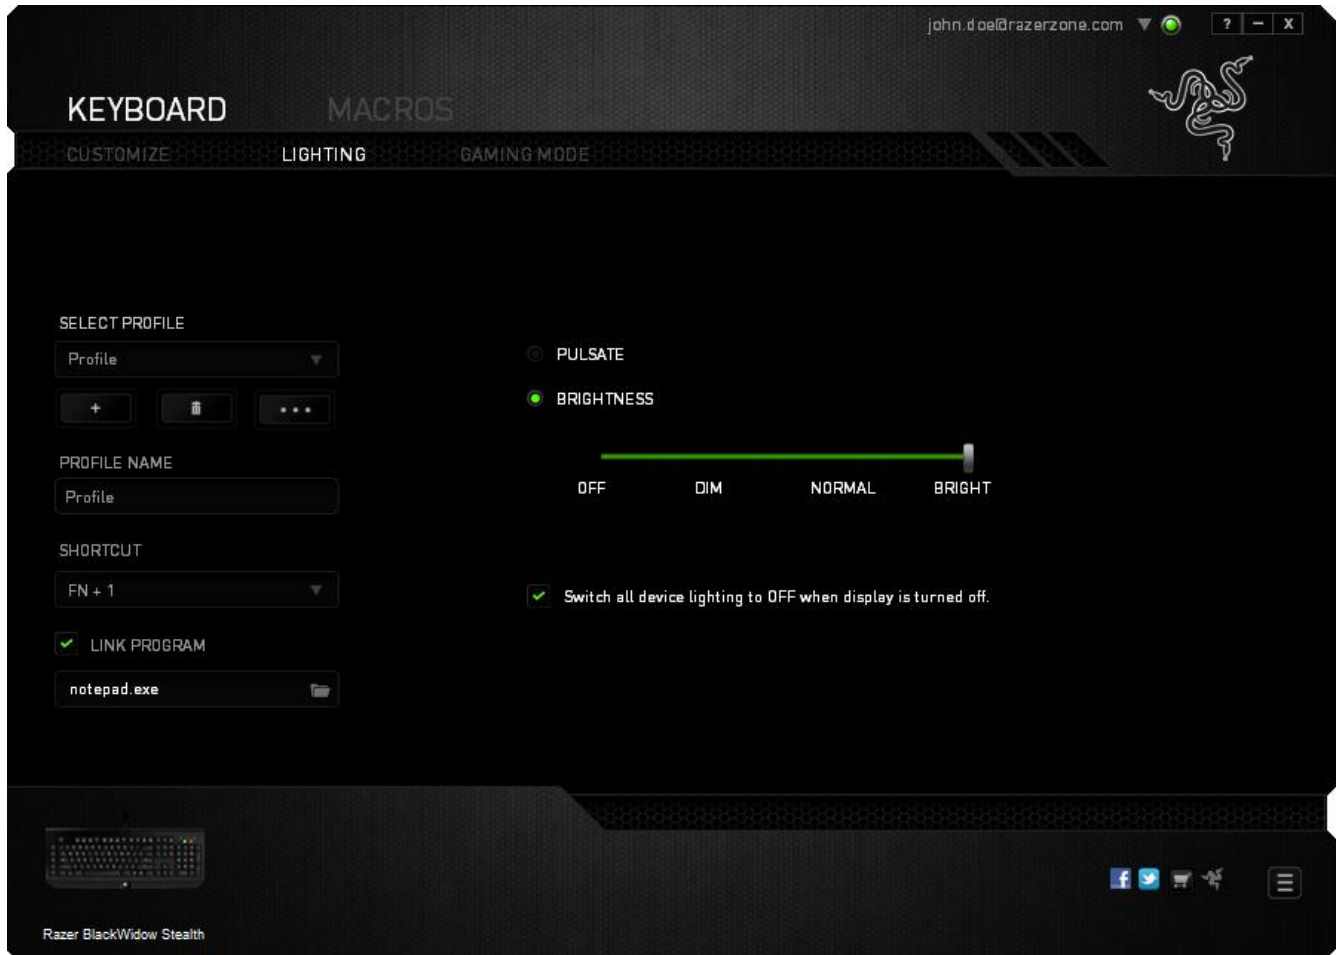 john.doe@razerzone.com
? – X
KEYBOARD MACROS
CUSTOMIZE LIGHTING GAMING MODE
SELECT PROFILE
Profile
+ •••
PROFILE NAME
Profile
SHORTCUT
FN + 1
LINK PROGRAM
notepad.exe
PULSATE
BRIGHTNESS
OFF DIM NORMAL BRIGHT
Switch all device lighting to OFF when display is turned off.
Razer BlackWidow Stealth